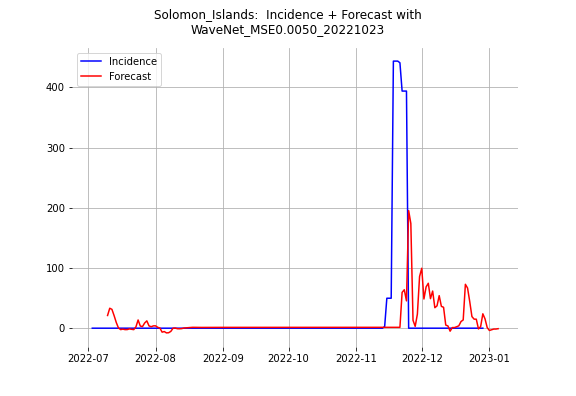 Solomon_Islands:  Incidence + Forecast with
WaveNet_MSE0.0050_20221023
Incidence
Forecast
400
300
200
100
0
2022-07 2022-08 2022-09 2022-10 2022-11 2022-12 2023-01